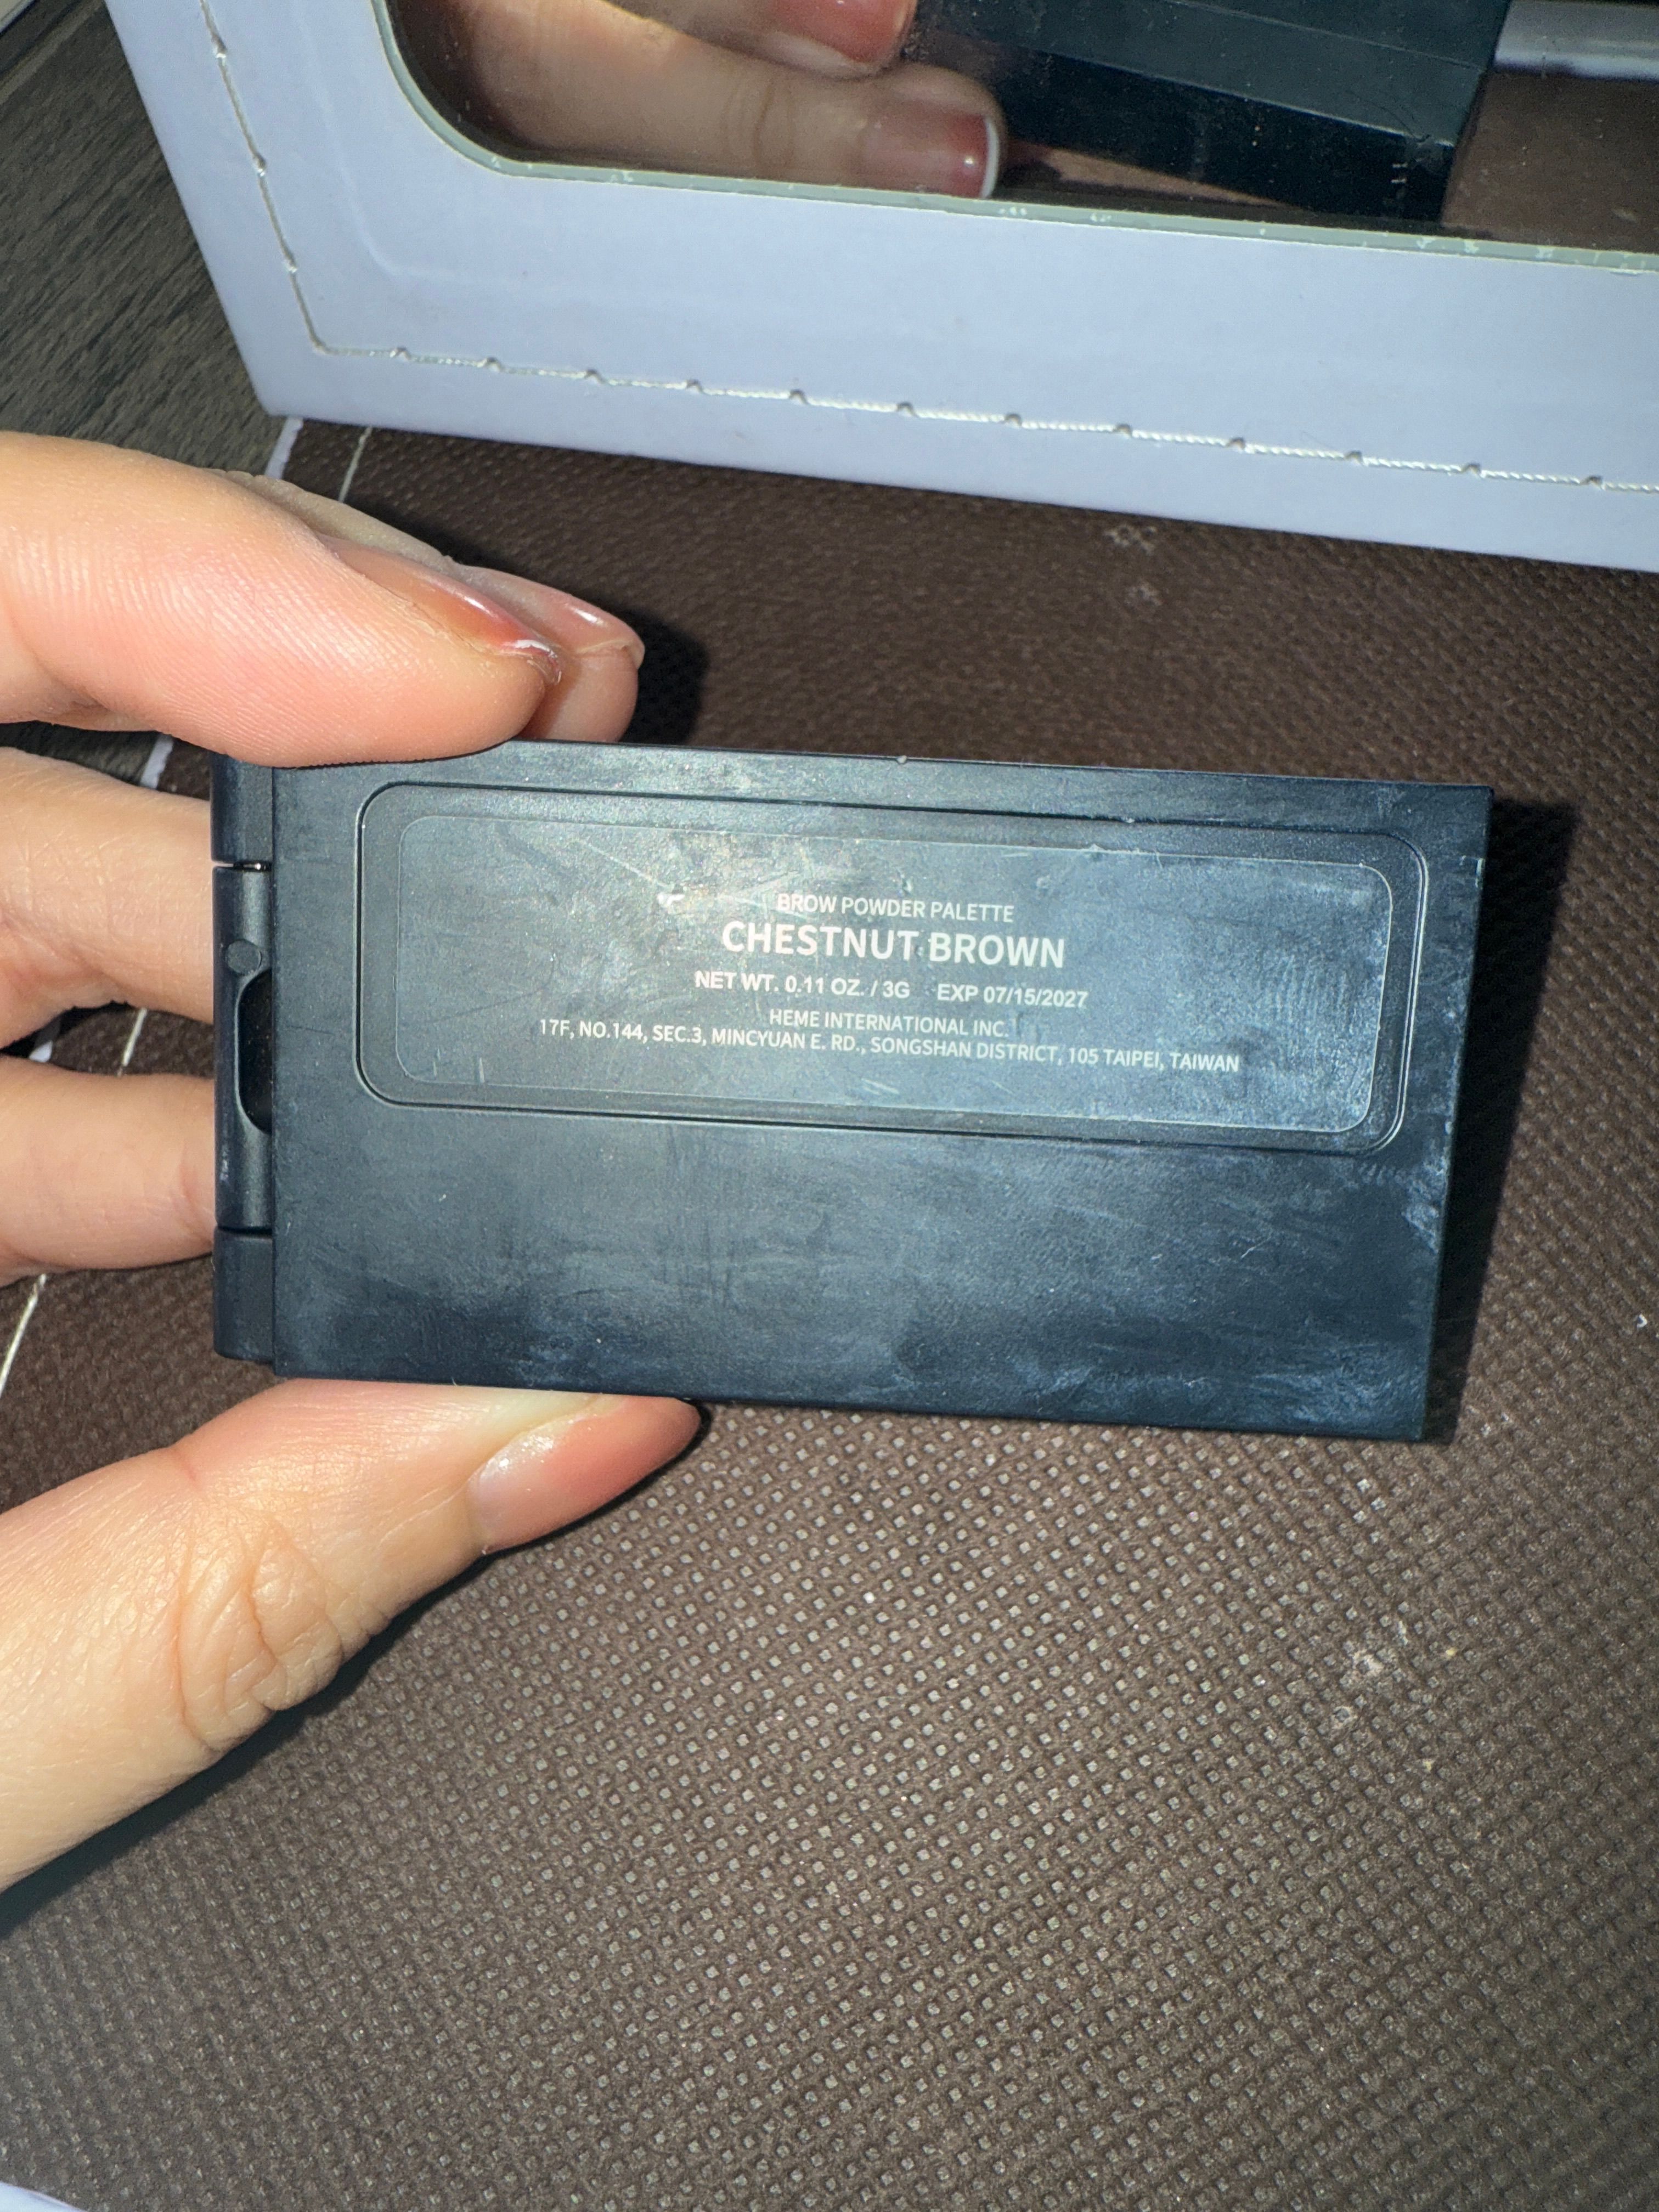 BROW POWDER PALETTE
CHESTNUT BROWN
NET WT. 0.11 OZ. / 3G EXP 07/15/2027
HEME INTERNATIONAL INC.
17F, NO.144, SEC.3, MINCYUAN E. RD., SONGSHAN DISTRICT, 105 TAIPEI, TAIWAN